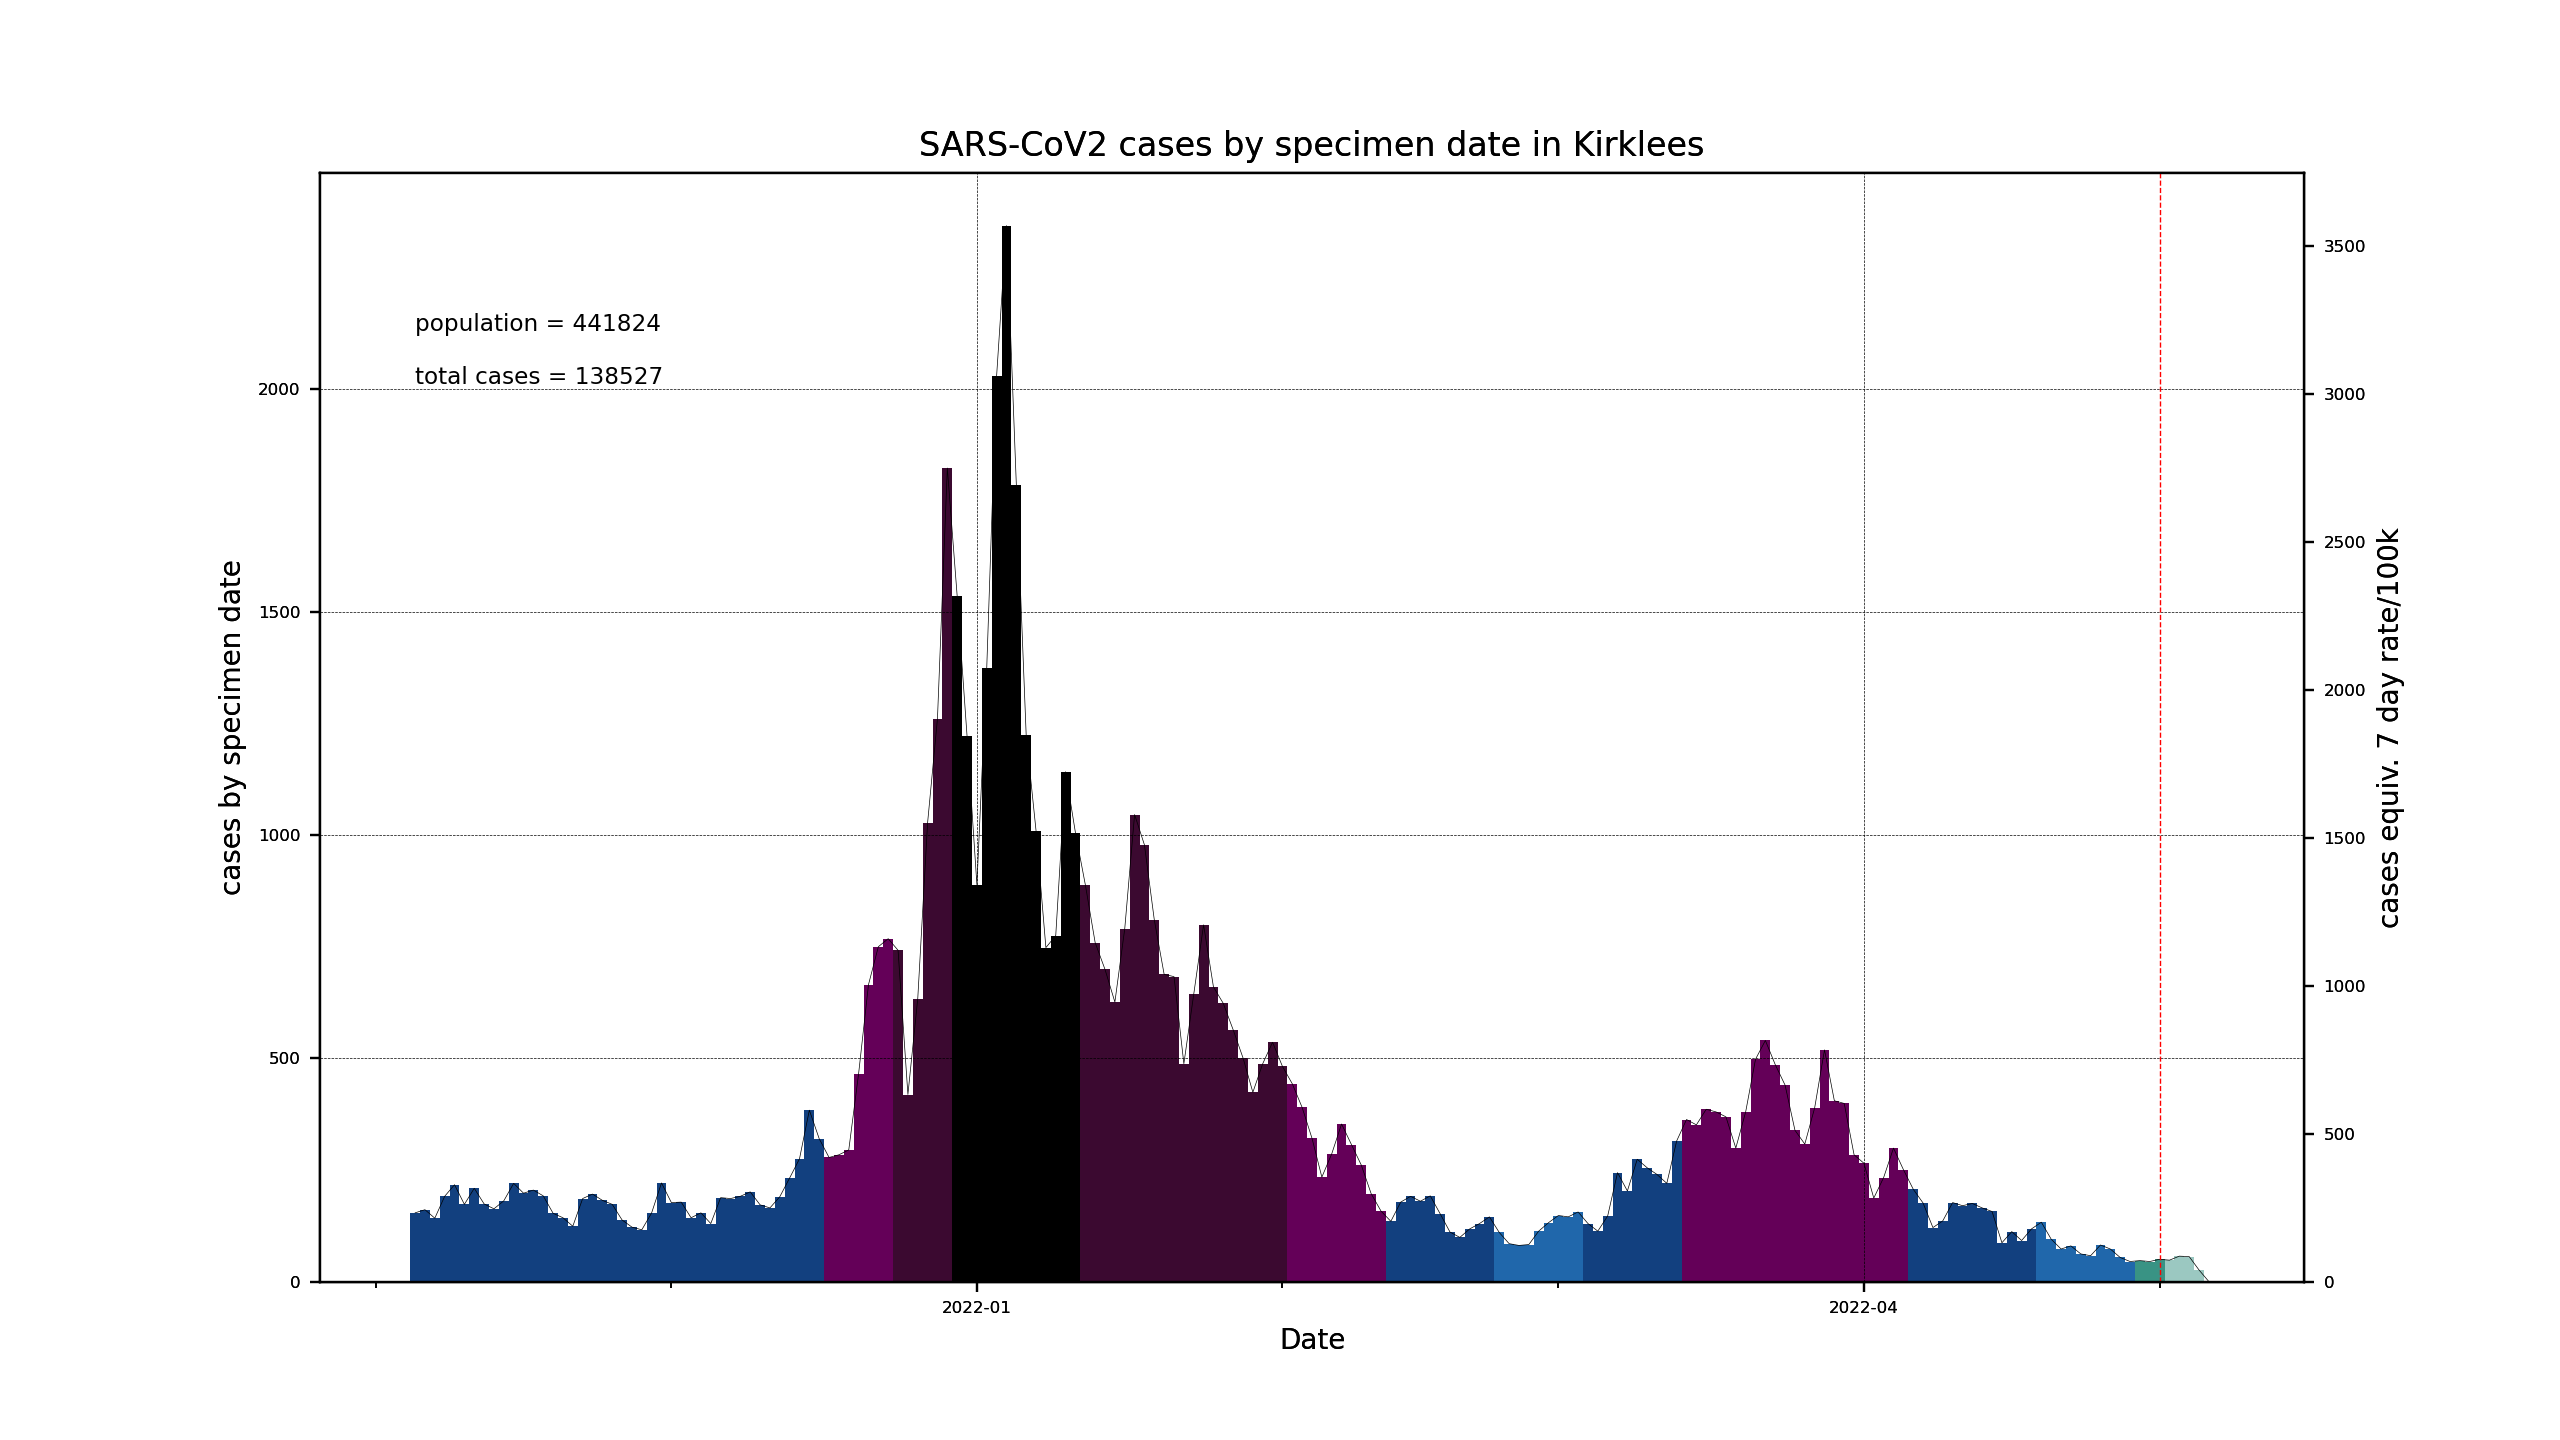 SARS-CoV2 cases by specimen date in Kirklees
population = 441824
total cases = 138527
cases by specimen date
2000
1500
1000
500
0
3500
3000
2500
2000
1500
1000
500
0
cases equiv. 7 day rate/100k
2022-01
2022-04
Date